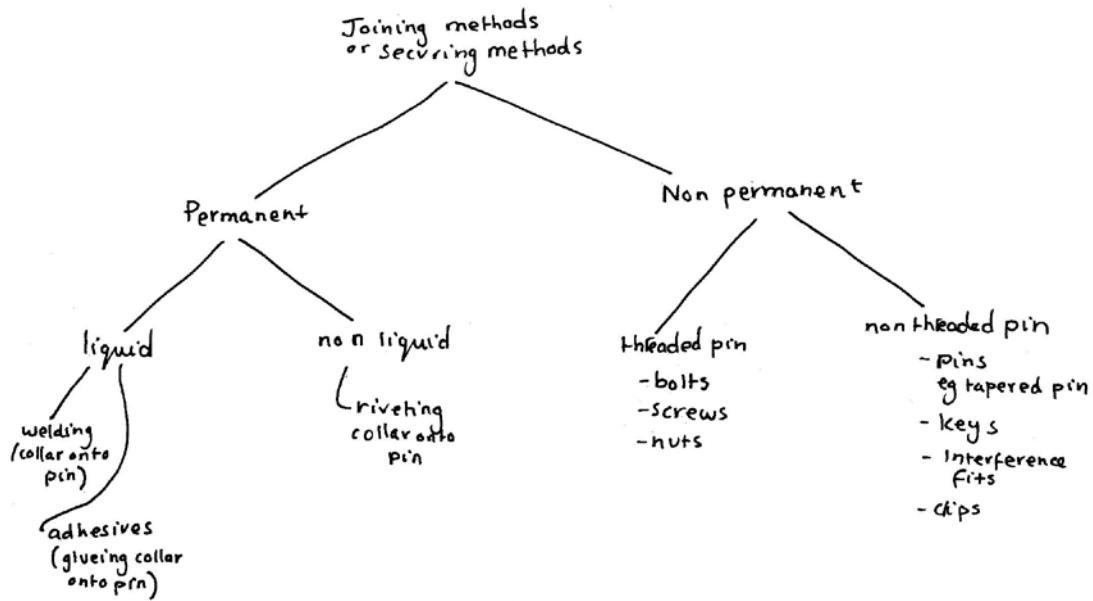 Joining methods
or securing methods
Permanent
Non permanent
liquid
non liquid
threaded pin
non threaded pin
welding
(collar onto
pin)
adhesives
(glueing collar
onto pin)
riveting
collar onto
pin
-bolts
-screws
-nuts
-pins
eg tapered pin
-keys
-Interference
fits
-clips